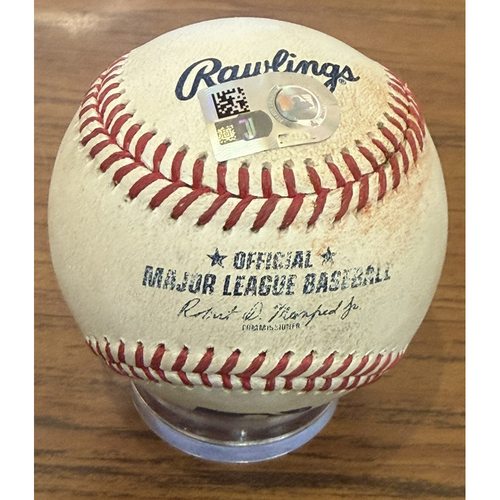 Rawlings®
★ OFFICIAL ★
MAJOR LEAGUE BASEBALL
Robert D. Manfred Jr.
COMMISSIONER